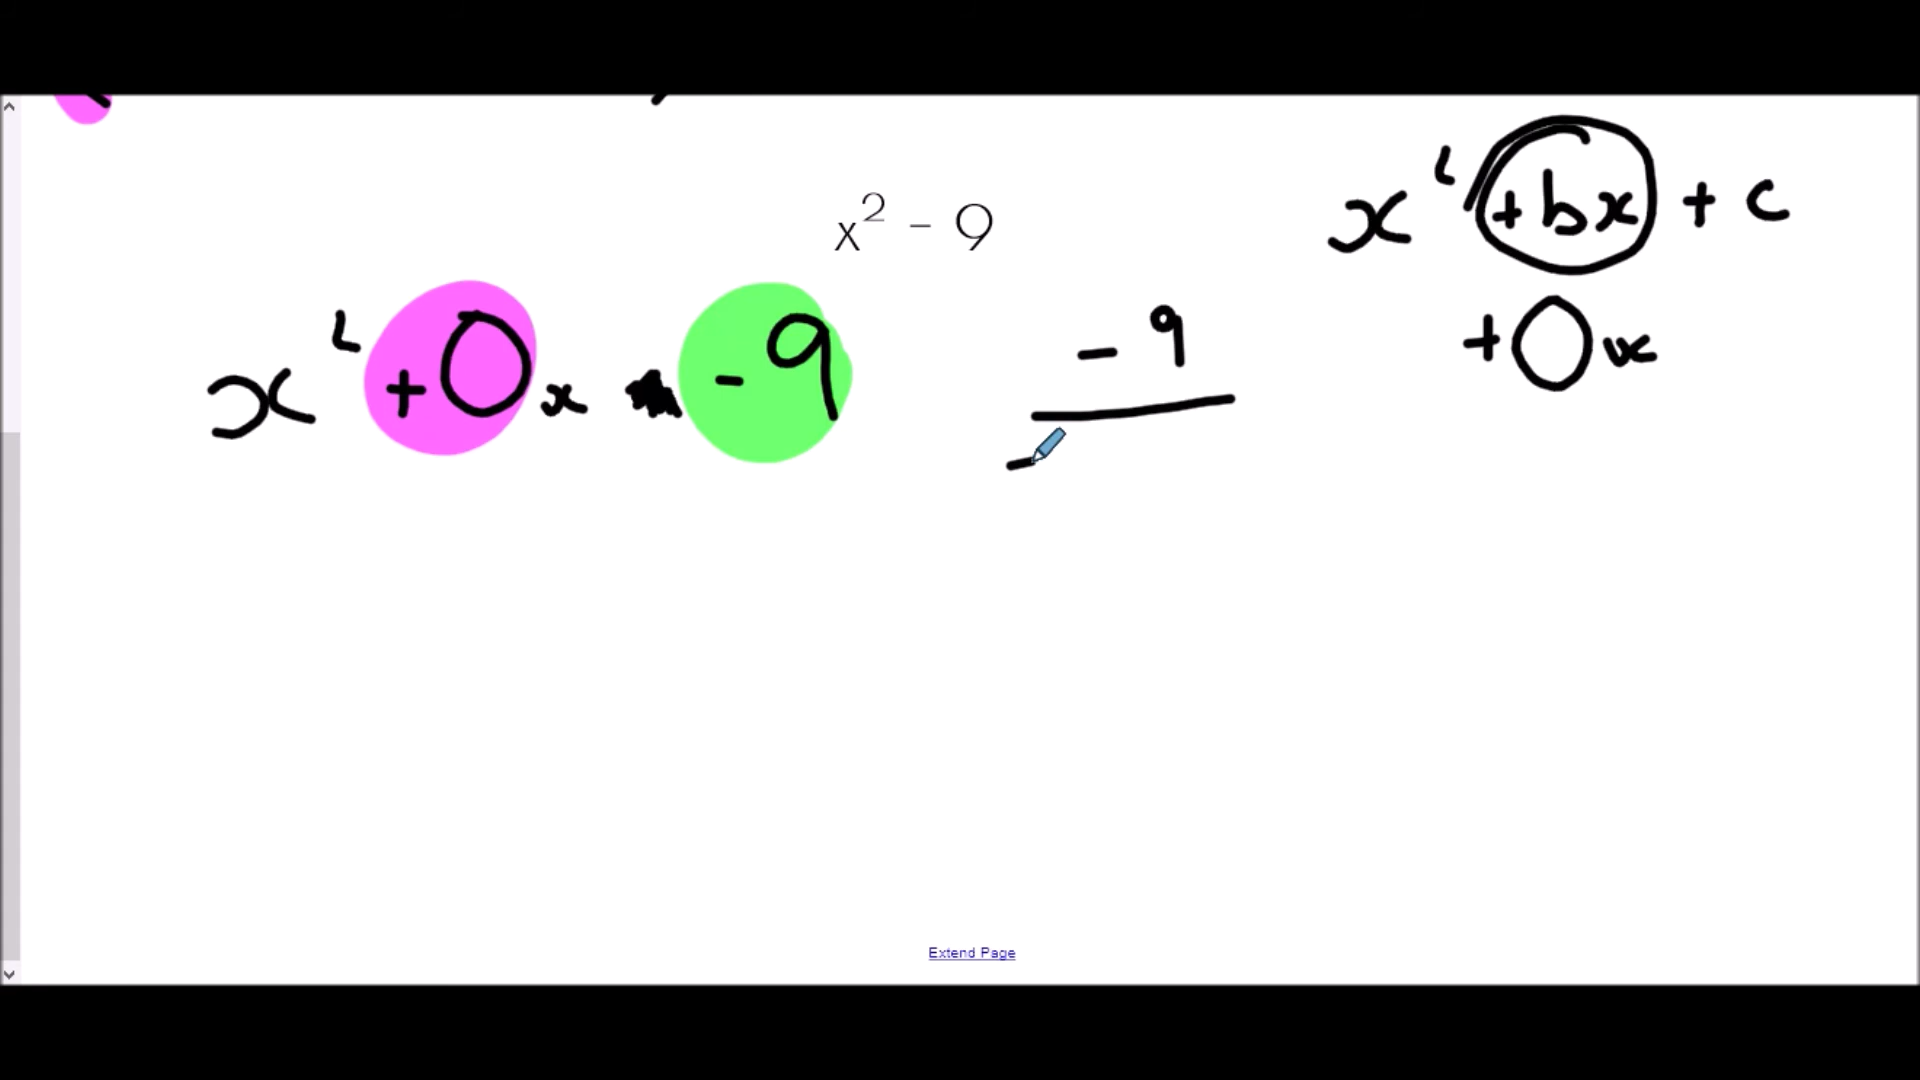 x² + bx + c
x² - 9
x² + 0x - 9
- 9
+ 0x
-
Extend Page